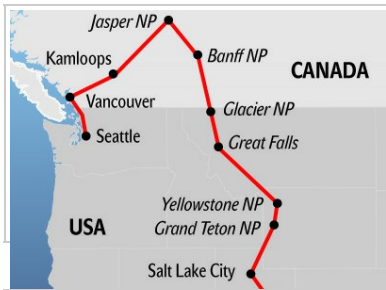 Jasper NP
Kamloops
Banff NP
CANADA
Vancouver
Glacier NP
Seattle
Great Falls
Yellowstone NP
USA
Grand Teton NP
Salt Lake City